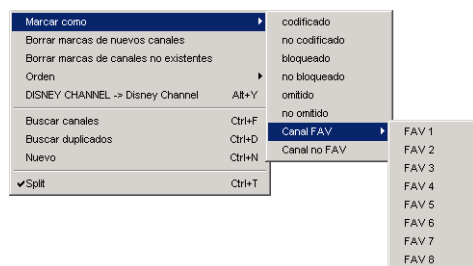 Marcar como
Borrar marcas de nuevos canales
Borrar marcas de canales no existentes
Orden
DISNEY CHANNEL -> Disney Channel Alt+Y
Buscar canales Ctrl+F
Buscar duplicados Ctrl+D
Nuevo Ctrl+N
Split Ctrl+T
codificado
no codificado
bloqueado
no bloqueado
omitido
no omitido
Canal FAV
Canal no FAV
FAV 1
FAV 2
FAV 3
FAV 4
FAV 5
FAV 6
FAV 7
FAV 8